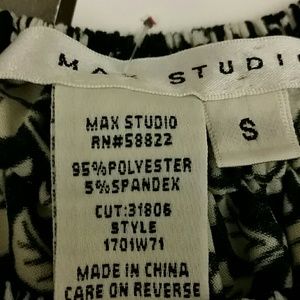 MAX STUDIO
S
MAX STUDIO
RN#58822
95%POLYESTER
5%SPANDEX
CUT:31806
STYLE
1701W71
MADE IN CHINA
CARE ON REVERSE